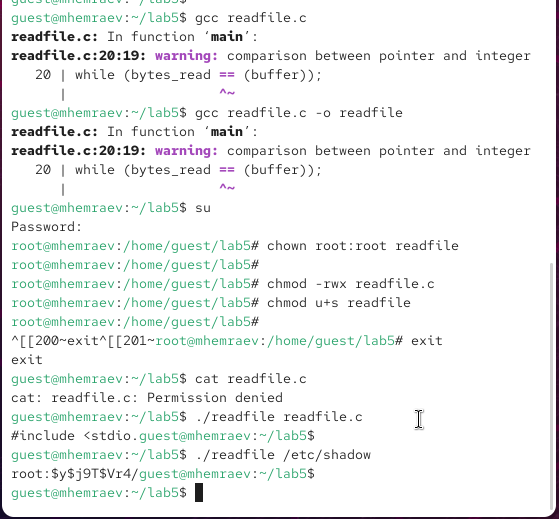 guest@mhemraev:~/lab5$ gcc readfile.c
readfile.c: In function ‘main’:
readfile.c:20:19: warning: comparison between pointer and integer
   20 | while (bytes_read == (buffer));
      |                   ^~
guest@mhemraev:~/lab5$ gcc readfile.c -o readfile
readfile.c: In function ‘main’:
readfile.c:20:19: warning: comparison between pointer and integer
   20 | while (bytes_read == (buffer));
      |                   ^~
guest@mhemraev:~/lab5$ su
Password:
root@mhemraev:/home/guest/lab5# chown root:root readfile
root@mhemraev:/home/guest/lab5#
root@mhemraev:/home/guest/lab5# chmod -rwx readfile.c
root@mhemraev:/home/guest/lab5# chmod u+s readfile
root@mhemraev:/home/guest/lab5#
^[[200~exit^[[201~root@mhemraev:/home/guest/lab5# exit
exit
guest@mhemraev:~/lab5$ cat readfile.c
cat: readfile.c: Permission denied
guest@mhemraev:~/lab5$ ./readfile readfile.c
#include <stdio.guest@mhemraev:~/lab5$
guest@mhemraev:~/lab5$ ./readfile /etc/shadow
root:$y$j9T$Vr4/guest@mhemraev:~/lab5$
guest@mhemraev:~/lab5$